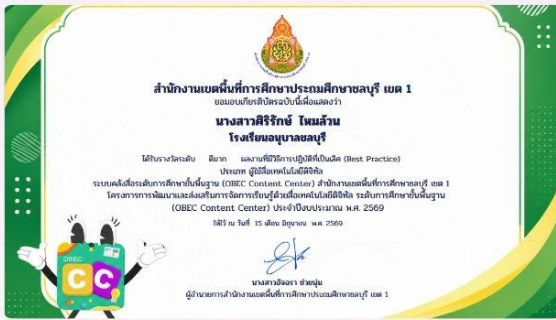 สำนักงานเขตพื้นที่การศึกษาประถมศึกษาชลบุรี เขต 1
ขอมอบเกียรติบัตรฉบับนี้เพื่อแสดงว่า
นางสาวศิริรักษ์ ไหมล้วน
โรงเรียนอนุบาลชลบุรี
ได้รับรางวัลระดับ ดีมาก ผลงานที่มีวิธีการปฏิบัติที่เป็นเลิศ (Best Practice)
ประเภท ผู้ใช้สื่อเทคโนโลยีดิจิทัล
ระบบคลังสื่อระดับการศึกษาขั้นพื้นฐาน (OBEC Content Center) สำนักงานเขตพื้นที่การศึกษาชลบุรี เขต 1
โครงการการพัฒนาและส่งเสริมการจัดการเรียนรู้ด้วยสื่อเทคโนโลยีดิจิทัล ระดับการศึกษาขั้นพื้นฐาน
(OBEC Content Center) ประจำปีงบประมาณ พ.ศ. 2569
ให้ไว้ ณ วันที่ 15 เดือน มิถุนายน พ.ศ. 2569
OBEC
CC
นางสาวอัจฉรา ช่วยนุ่ม
ผู้อำนวยการสำนักงานเขตพื้นที่การศึกษาประถมศึกษาชลบุรี เขต 1